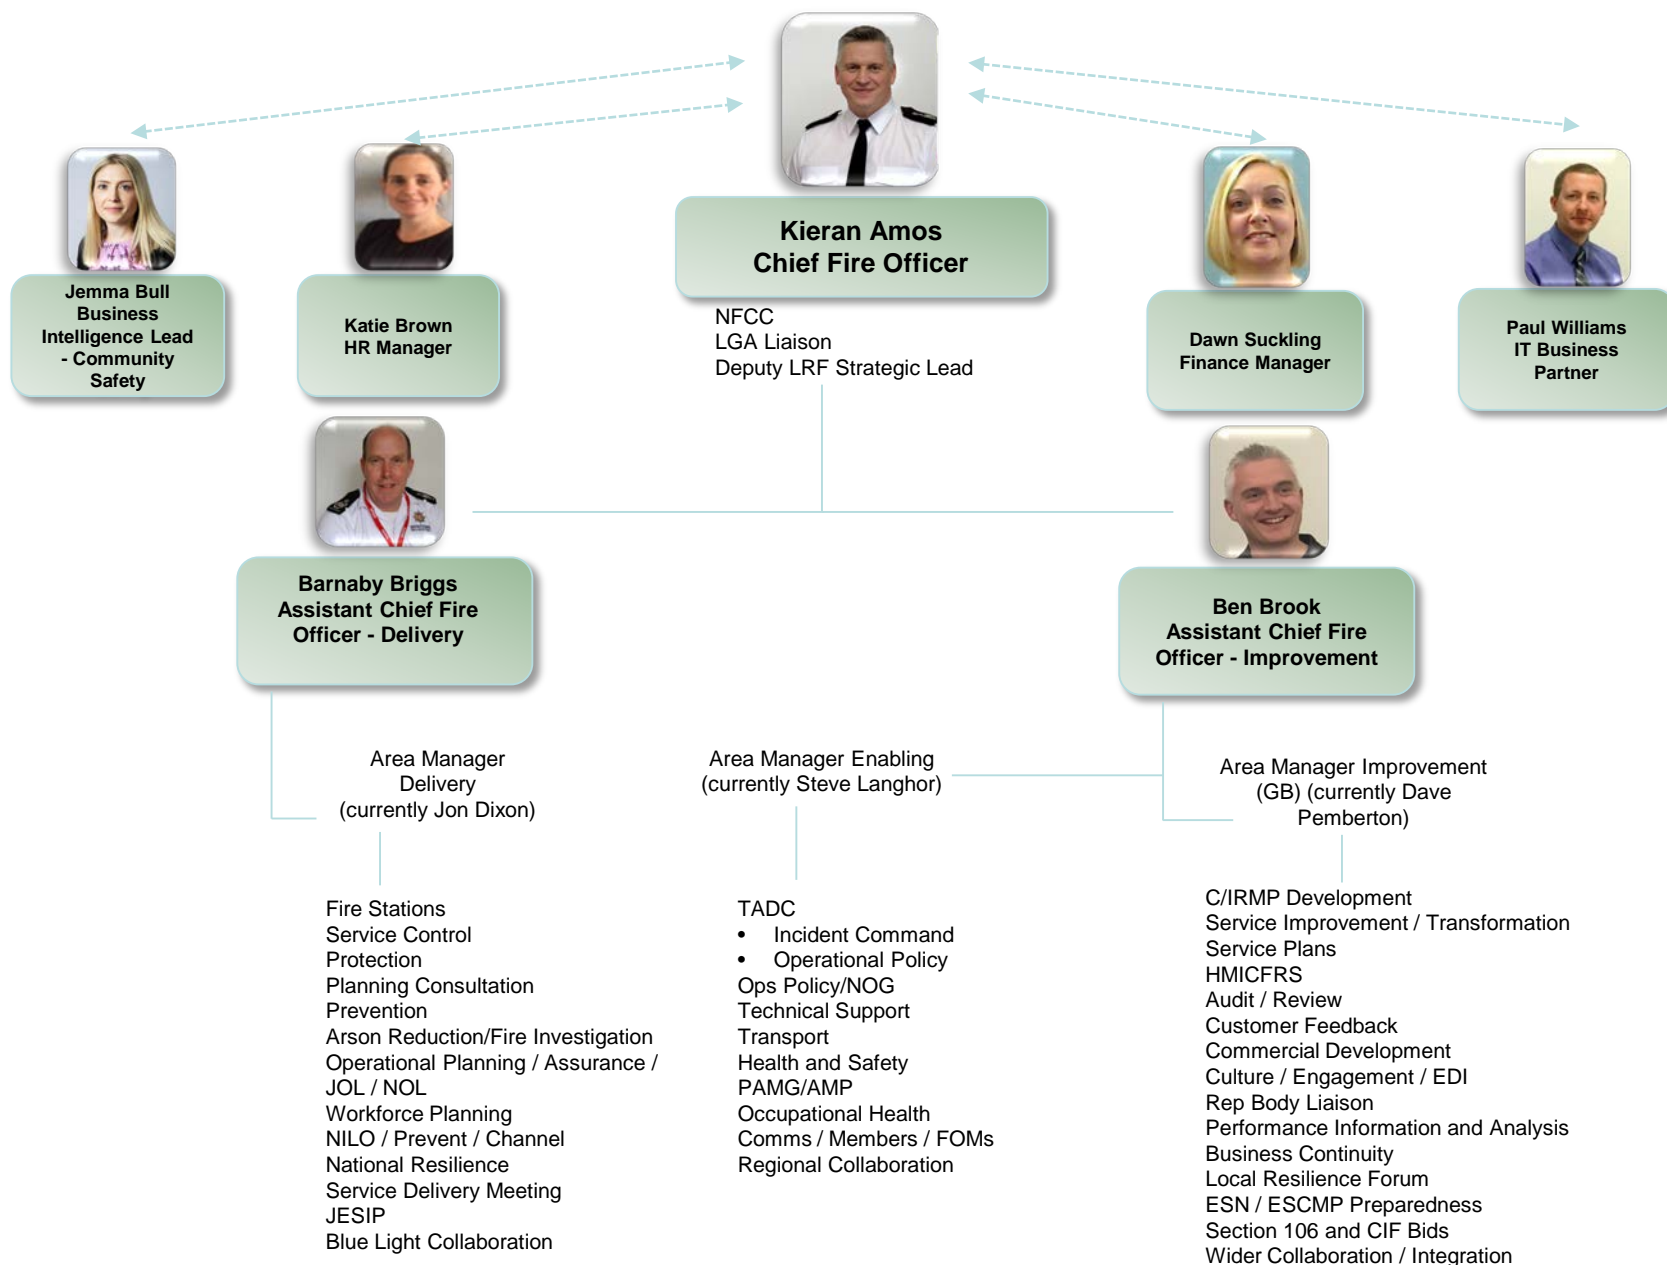 Kieran Amos
Chief Fire Officer
NFCC
LGA Liaison
Deputy LRF Strategic Lead
Jemma Bull
Business
Intelligence Lead
- Community
Safety
Katie Brown
HR Manager
Dawn Suckling
Finance Manager
Paul Williams
IT Business
Partner
Barnaby Briggs
Assistant Chief Fire
Officer - Delivery
Ben Brook
Assistant Chief Fire
Officer - Improvement
Area Manager
Delivery
(currently Jon Dixon)
Fire Stations
Service Control
Protection
Planning Consultation
Prevention
Arson Reduction/Fire Investigation
Operational Planning / Assurance /
JOL / NOL
Workforce Planning
NILO / Prevent / Channel
National Resilience
Service Delivery Meeting
JESIP
Blue Light Collaboration
Area Manager Enabling
(currently Steve Langhor)
TADC
• Incident Command
• Operational Policy
Ops Policy/NOG
Technical Support
Transport
Health and Safety
PAMG/AMP
Occupational Health
Comms / Members / FOMs
Regional Collaboration
Area Manager Improvement
(GB) (currently Dave
Pemberton)
C/IRMP Development
Service Improvement / Transformation
Service Plans
HMICFRS
Audit / Review
Customer Feedback
Commercial Development
Culture / Engagement / EDI
Rep Body Liaison
Performance Information and Analysis
Business Continuity
Local Resilience Forum
ESN / ESCMP Preparedness
Section 106 and CIF Bids
Wider Collaboration / Integration